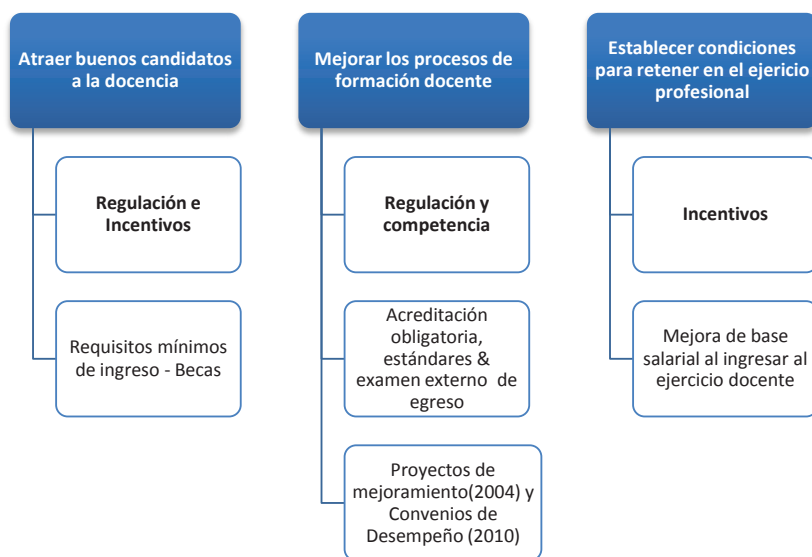 Atraer buenos candidatos
a la docencia
Regulación e
Incentivos
Requisitos mínimos
de ingreso - Becas
Mejorar los procesos de
formación docente
Regulación y
competencia
Acreditación
obligatoria,
estándares &
examen externo de
egreso
Proyectos de
mejoramiento(2004) y
Convenios de
Desempeño (2010)
Establecer condiciones
para retener en el ejericio
profesional
Incentivos
Mejora de base
salarial al ingresar al
ejercicio docente